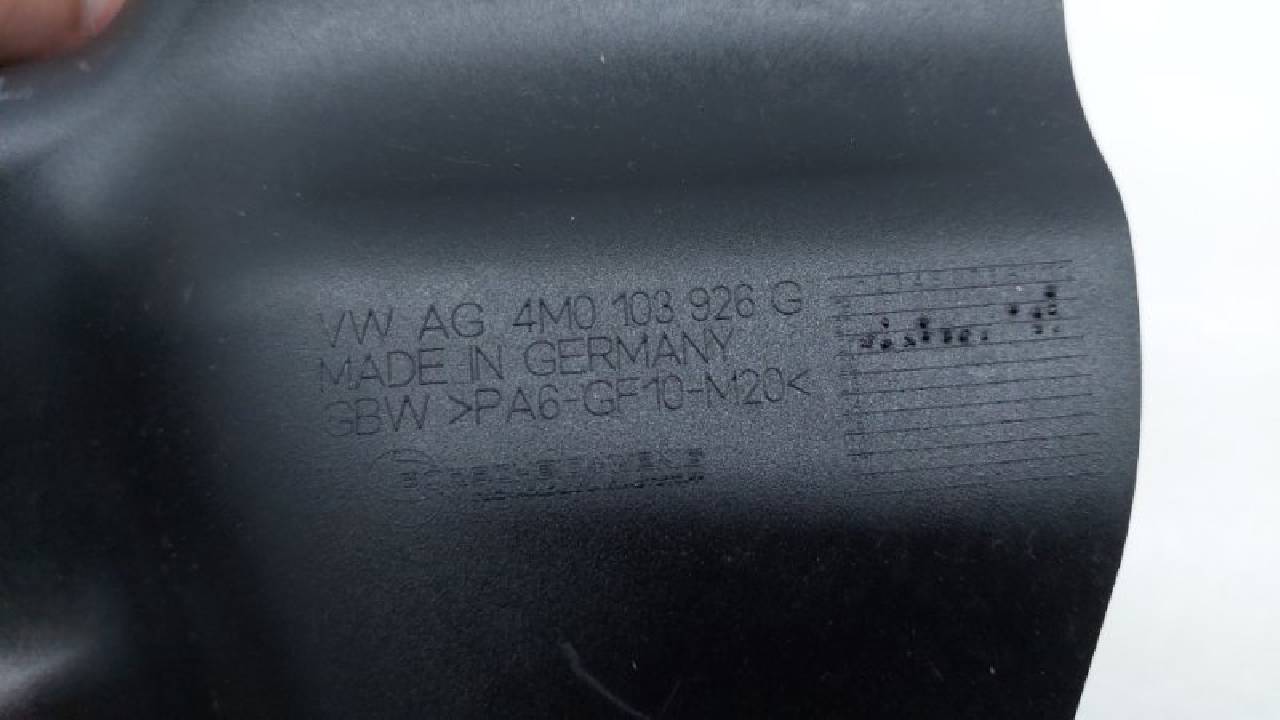 VW AG 4M0 103 926 G
MADE IN GERMANY
GBW >PA6-GF10-M20<